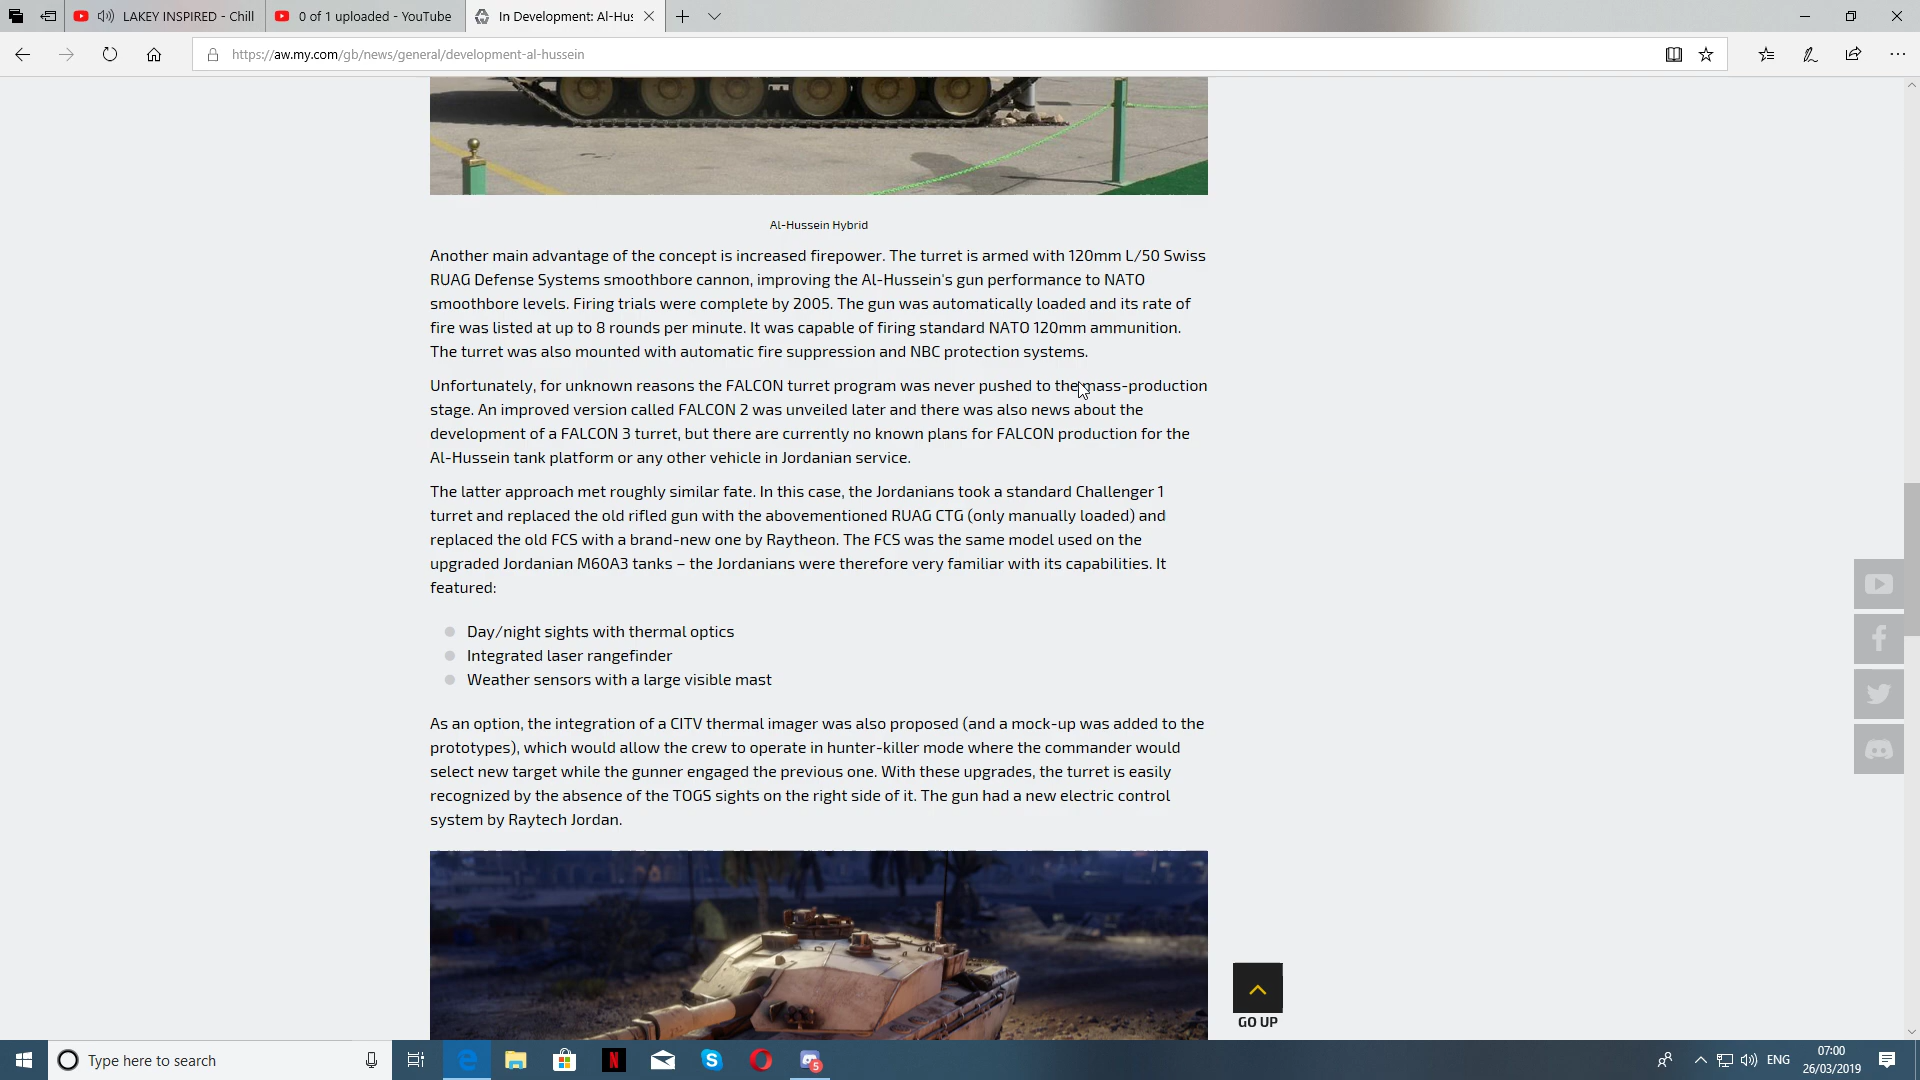 LAKEY INSPIRED - Chill
0 of 1 uploaded - YouTube
In Development: Al-Hus
https://aw.my.com/gb/news/general/development-al-hussein
Al-Hussein Hybrid
Another main advantage of the concept is increased firepower. The turret is armed with 120mm L/50 Swiss
RUAG Defense Systems smoothbore cannon, improving the Al-Hussein's gun performance to NATO
smoothbore levels. Firing trials were complete by 2005. The gun was automatically loaded and its rate of
fire was listed at up to 8 rounds per minute. It was capable of firing standard NATO 120mm ammunition.
The turret was also mounted with automatic fire suppression and NBC protection systems.
Unfortunately, for unknown reasons the FALCON turret program was never pushed to the mass-production
stage. An improved version called FALCON 2 was unveiled later and there was also news about the
development of a FALCON 3 turret, but there are currently no known plans for FALCON production for the
Al-Hussein tank platform or any other vehicle in Jordanian service.
The latter approach met roughly similar fate. In this case, the Jordanians took a standard Challenger 1
turret and replaced the old rifled gun with the abovementioned RUAG CTG (only manually loaded) and
replaced the old FCS with a brand-new one by Raytheon. The FCS was the same model used on the
upgraded Jordanian M60A3 tanks – the Jordanians were therefore very familiar with its capabilities. It
featured:
Day/night sights with thermal optics
Integrated laser rangefinder
Weather sensors with a large visible mast
As an option, the integration of a CITV thermal imager was also proposed (and a mock-up was added to the
prototypes), which would allow the crew to operate in hunter-killer mode where the commander would
select new target while the gunner engaged the previous one. With these upgrades, the turret is easily
recognized by the absence of the TOGS sights on the right side of it. The gun had a new electric control
system by Raytech Jordan.
GO UP
Type here to search
N
S
5
ENG
07:00
26/03/2019